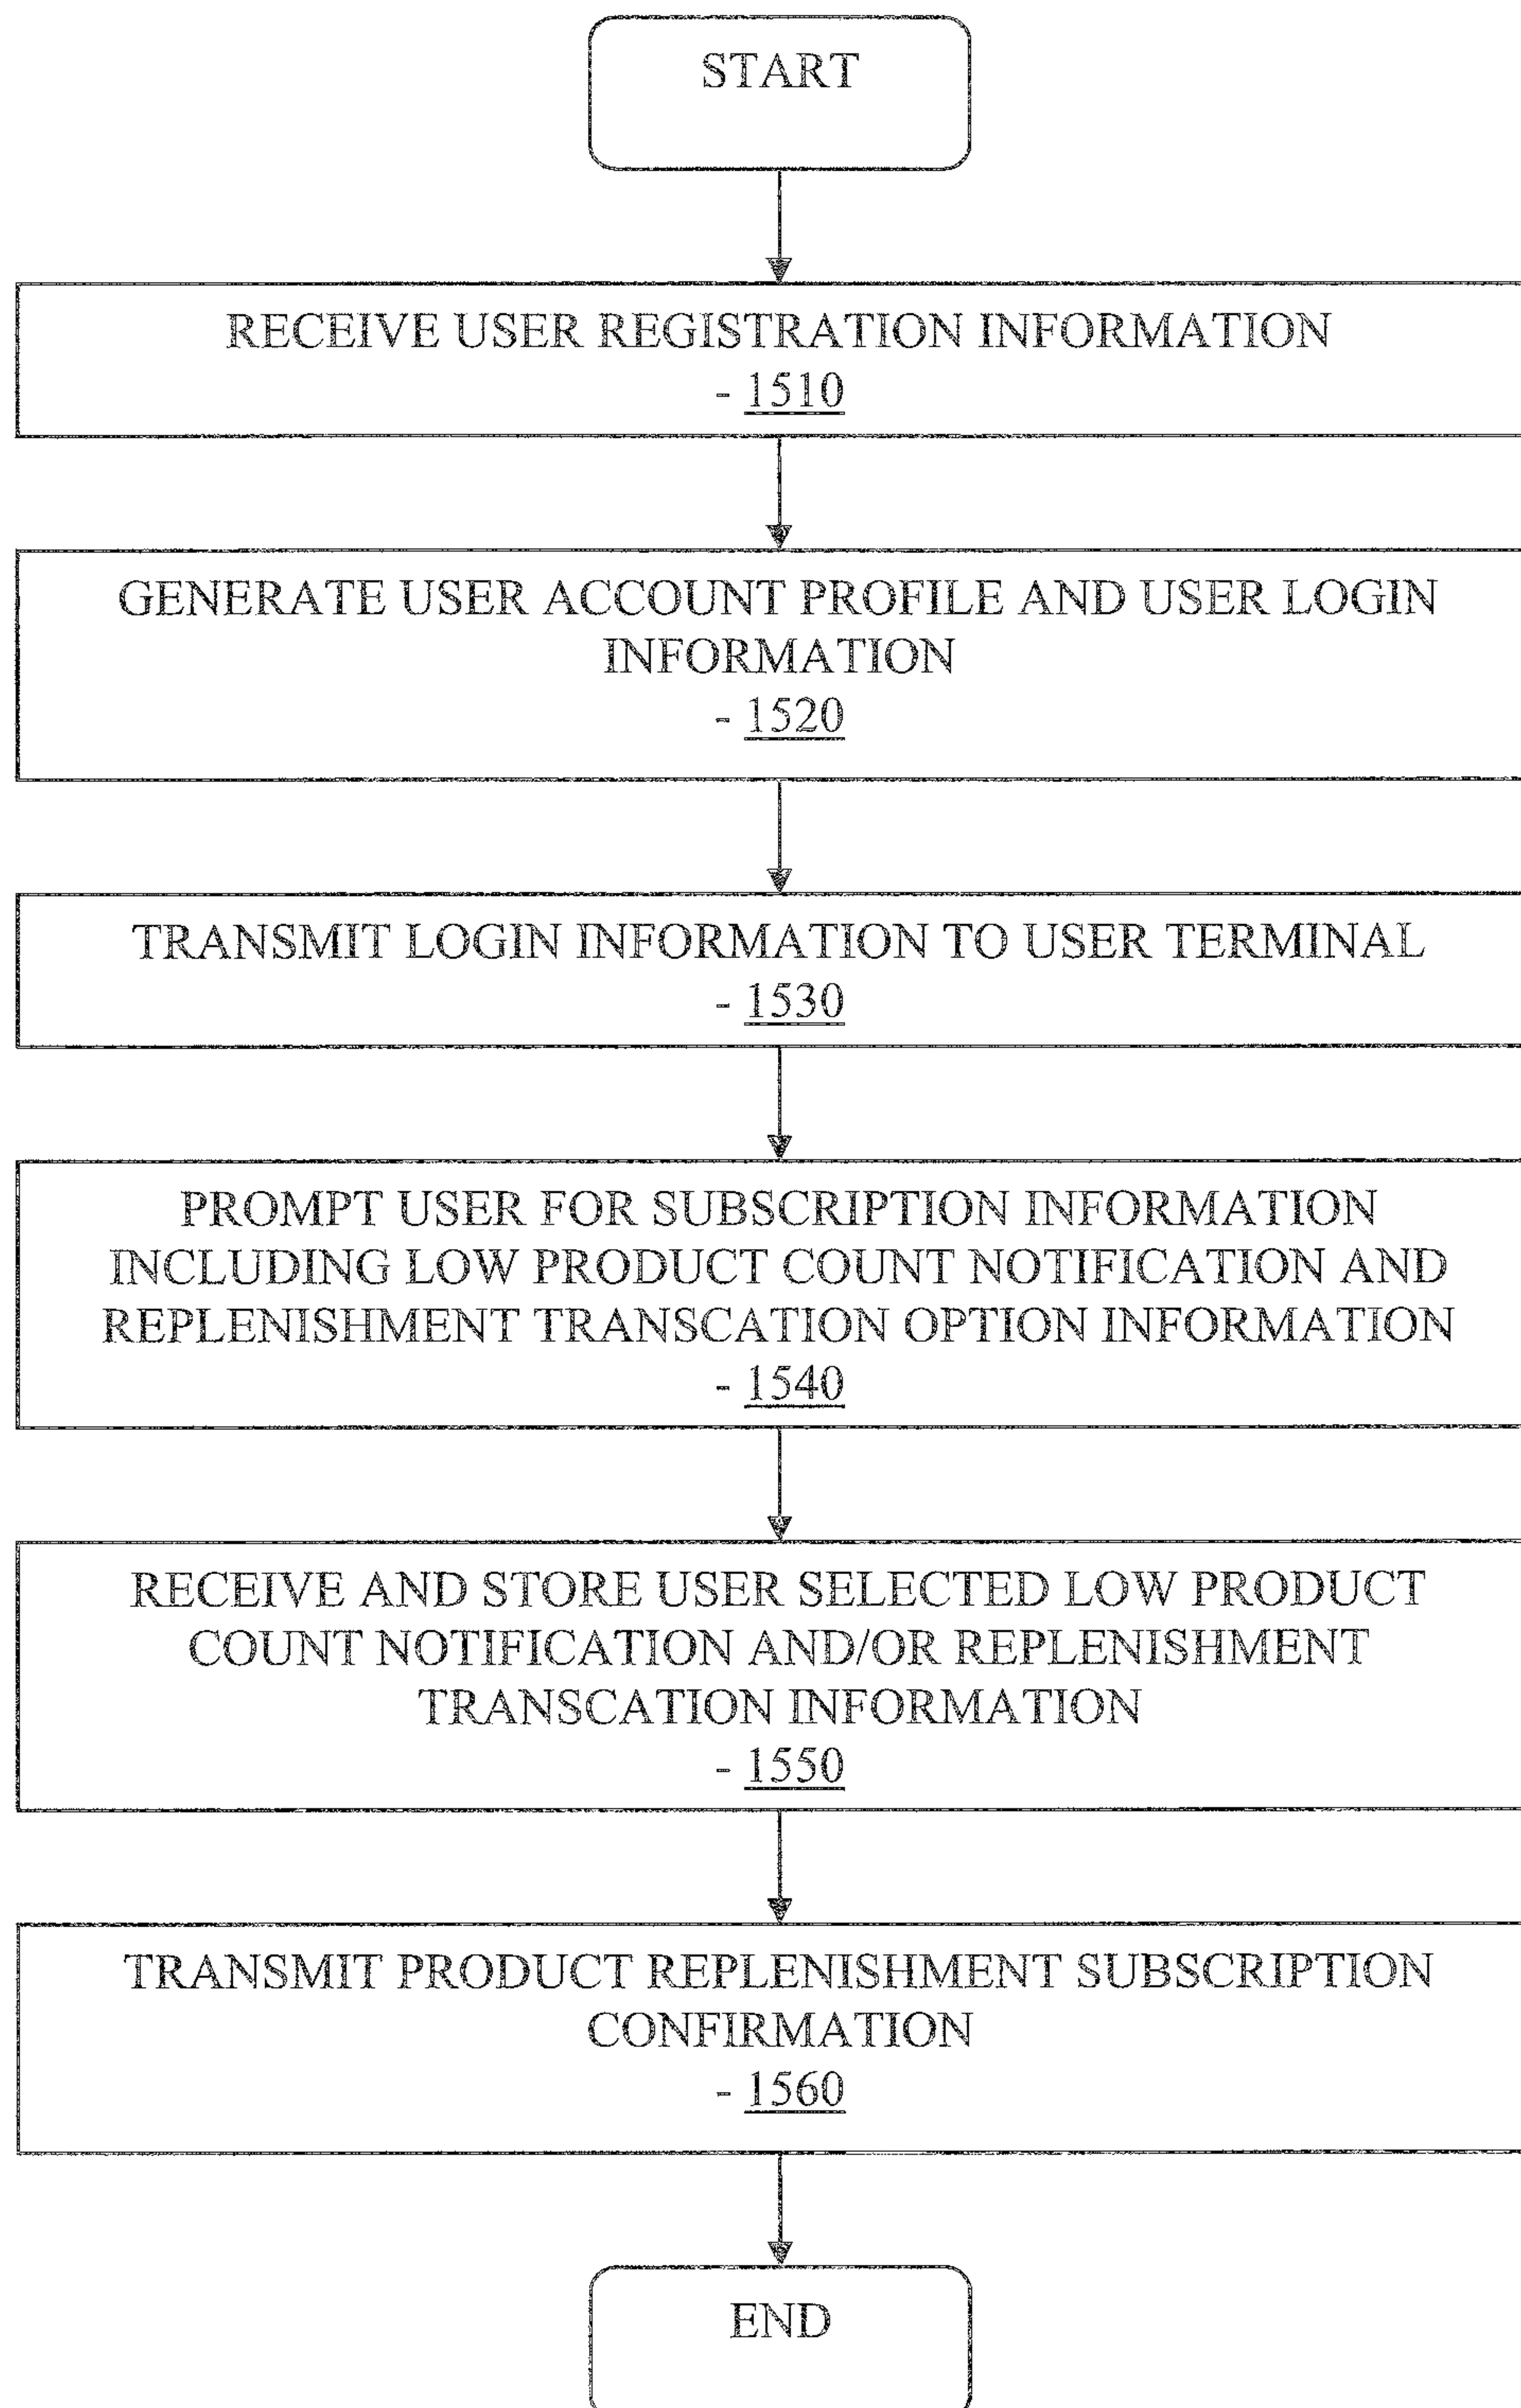 START
RECEIVE USER REGISTRATION INFORMATION
- 1510
GENERATE USER ACCOUNT PROFILE AND USER LOGIN
INFORMATION
- 1520
TRANSMIT LOGIN INFORMATION TO USER TERMINAL
- 1530
PROMPT USER FOR SUBSCRIPTION INFORMATION
INCLUDING LOW PRODUCT COUNT NOTIFICATION AND
REPLENISHMENT TRANSCATION OPTION INFORMATION
- 1540
RECEIVE AND STORE USER SELECTED LOW PRODUCT
COUNT NOTIFICATION AND/OR REPLENISHMENT
TRANSCATION INFORMATION
- 1550
TRANSMIT PRODUCT REPLENISHMENT SUBSCRIPTION
CONFIRMATION
- 1560
END